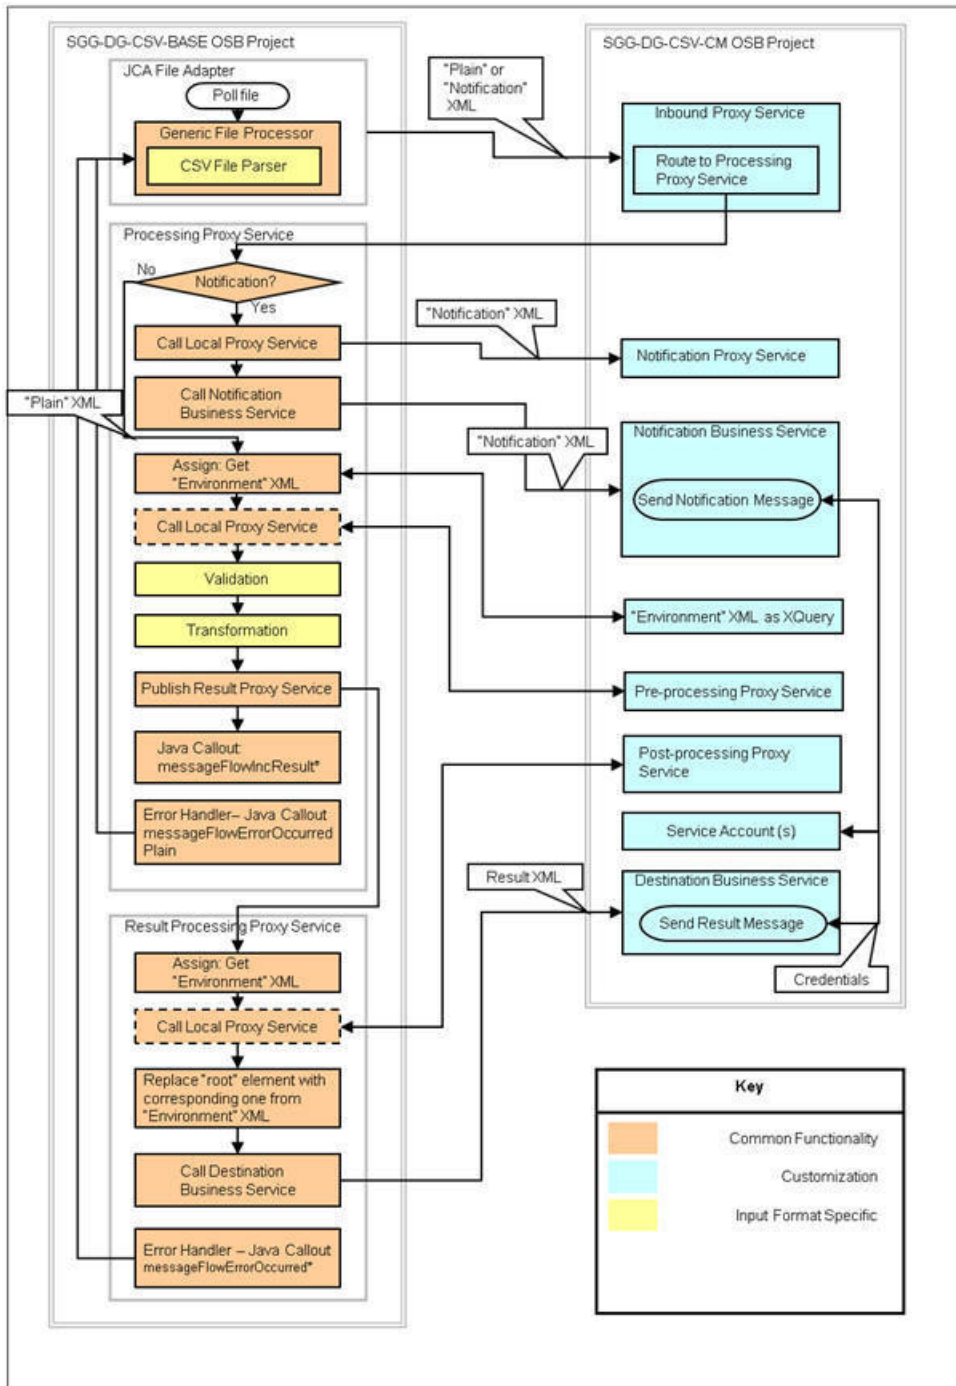 SGG-DG-CSV-BASE OSB Project
JCA File Adapter
Poll file
Generic File Processor
CSV File Parser
"Plain" or
"Notification"
XML
SGG-DG-CSV-CM OSB Project
Inbound Proxy Service
Route to Processing
Proxy Service
Processing Proxy Service
No
Notification?
Yes
Call Local Proxy Service
"Notification" XML
Notification Proxy Service
Call Notification
Business Service
"Plain" XML
"Notification" XML
Notification Business Service
Send Notification Message
Assign: Get
"Environment" XML
Call Local Proxy Service
Validation
Transformation
"Environment" XML as XQuery
Publish Result Proxy Service
Pre-processing Proxy Service
Java Callout:
messageFlowIncResult*
Post-processing Proxy
Service
Error Handler– Java Callout
messageFlowErrorOccurred
Plain
Service Account (s)
Result XML
Destination Business Service
Send Result Message
Credentials
Result Processing Proxy Service
Assign: Get
"Environment" XML
Call Local Proxy Service
Replace "root" element with
corresponding one from
"Environment" XML
Call Destination
Business Service
Error Handler – Java Callout
messageFlowErrorOccurred*
Key
Common Functionality
Customization
Input Format Specific